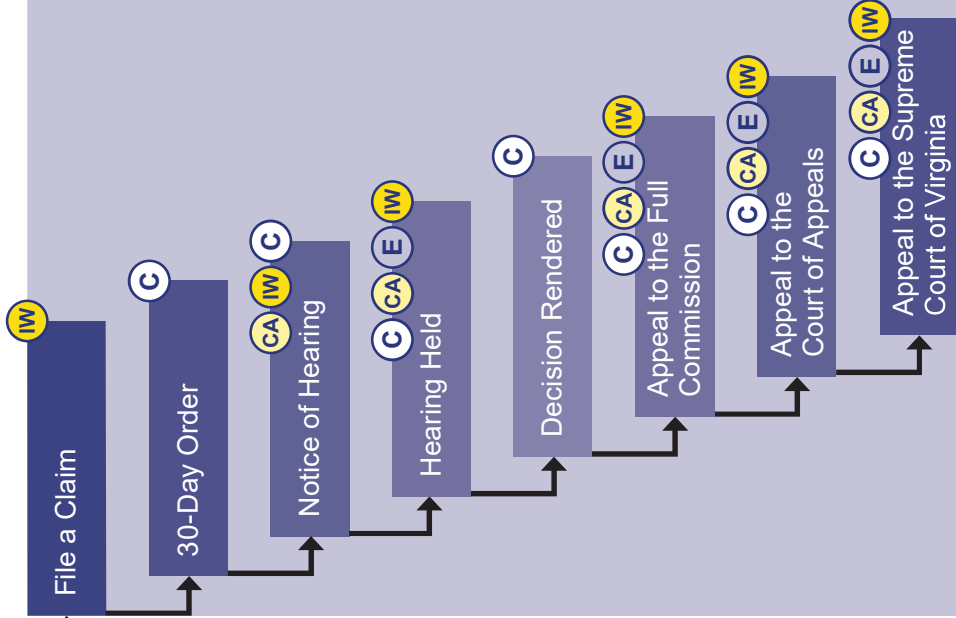 IW
File a Claim
C
30-Day Order
CA IW C
Notice of Hearing
C CA E IW
Hearing Held
C
Decision Rendered
C CA E IW
Appeal to the Full
Commission
C CA E IW
Appeal to the
Court of Appeals
C CA E IW
Appeal to the Supreme
Court of Virginia